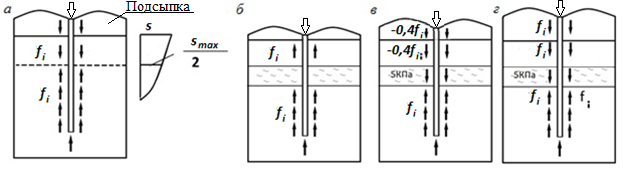 а
Подсыпка
s
s max
2
f i
f i
б
f i
f i
в
-0,4f i
-0,4f i
5КПа
f i
г
f i
f i
5КПа
f i
f i